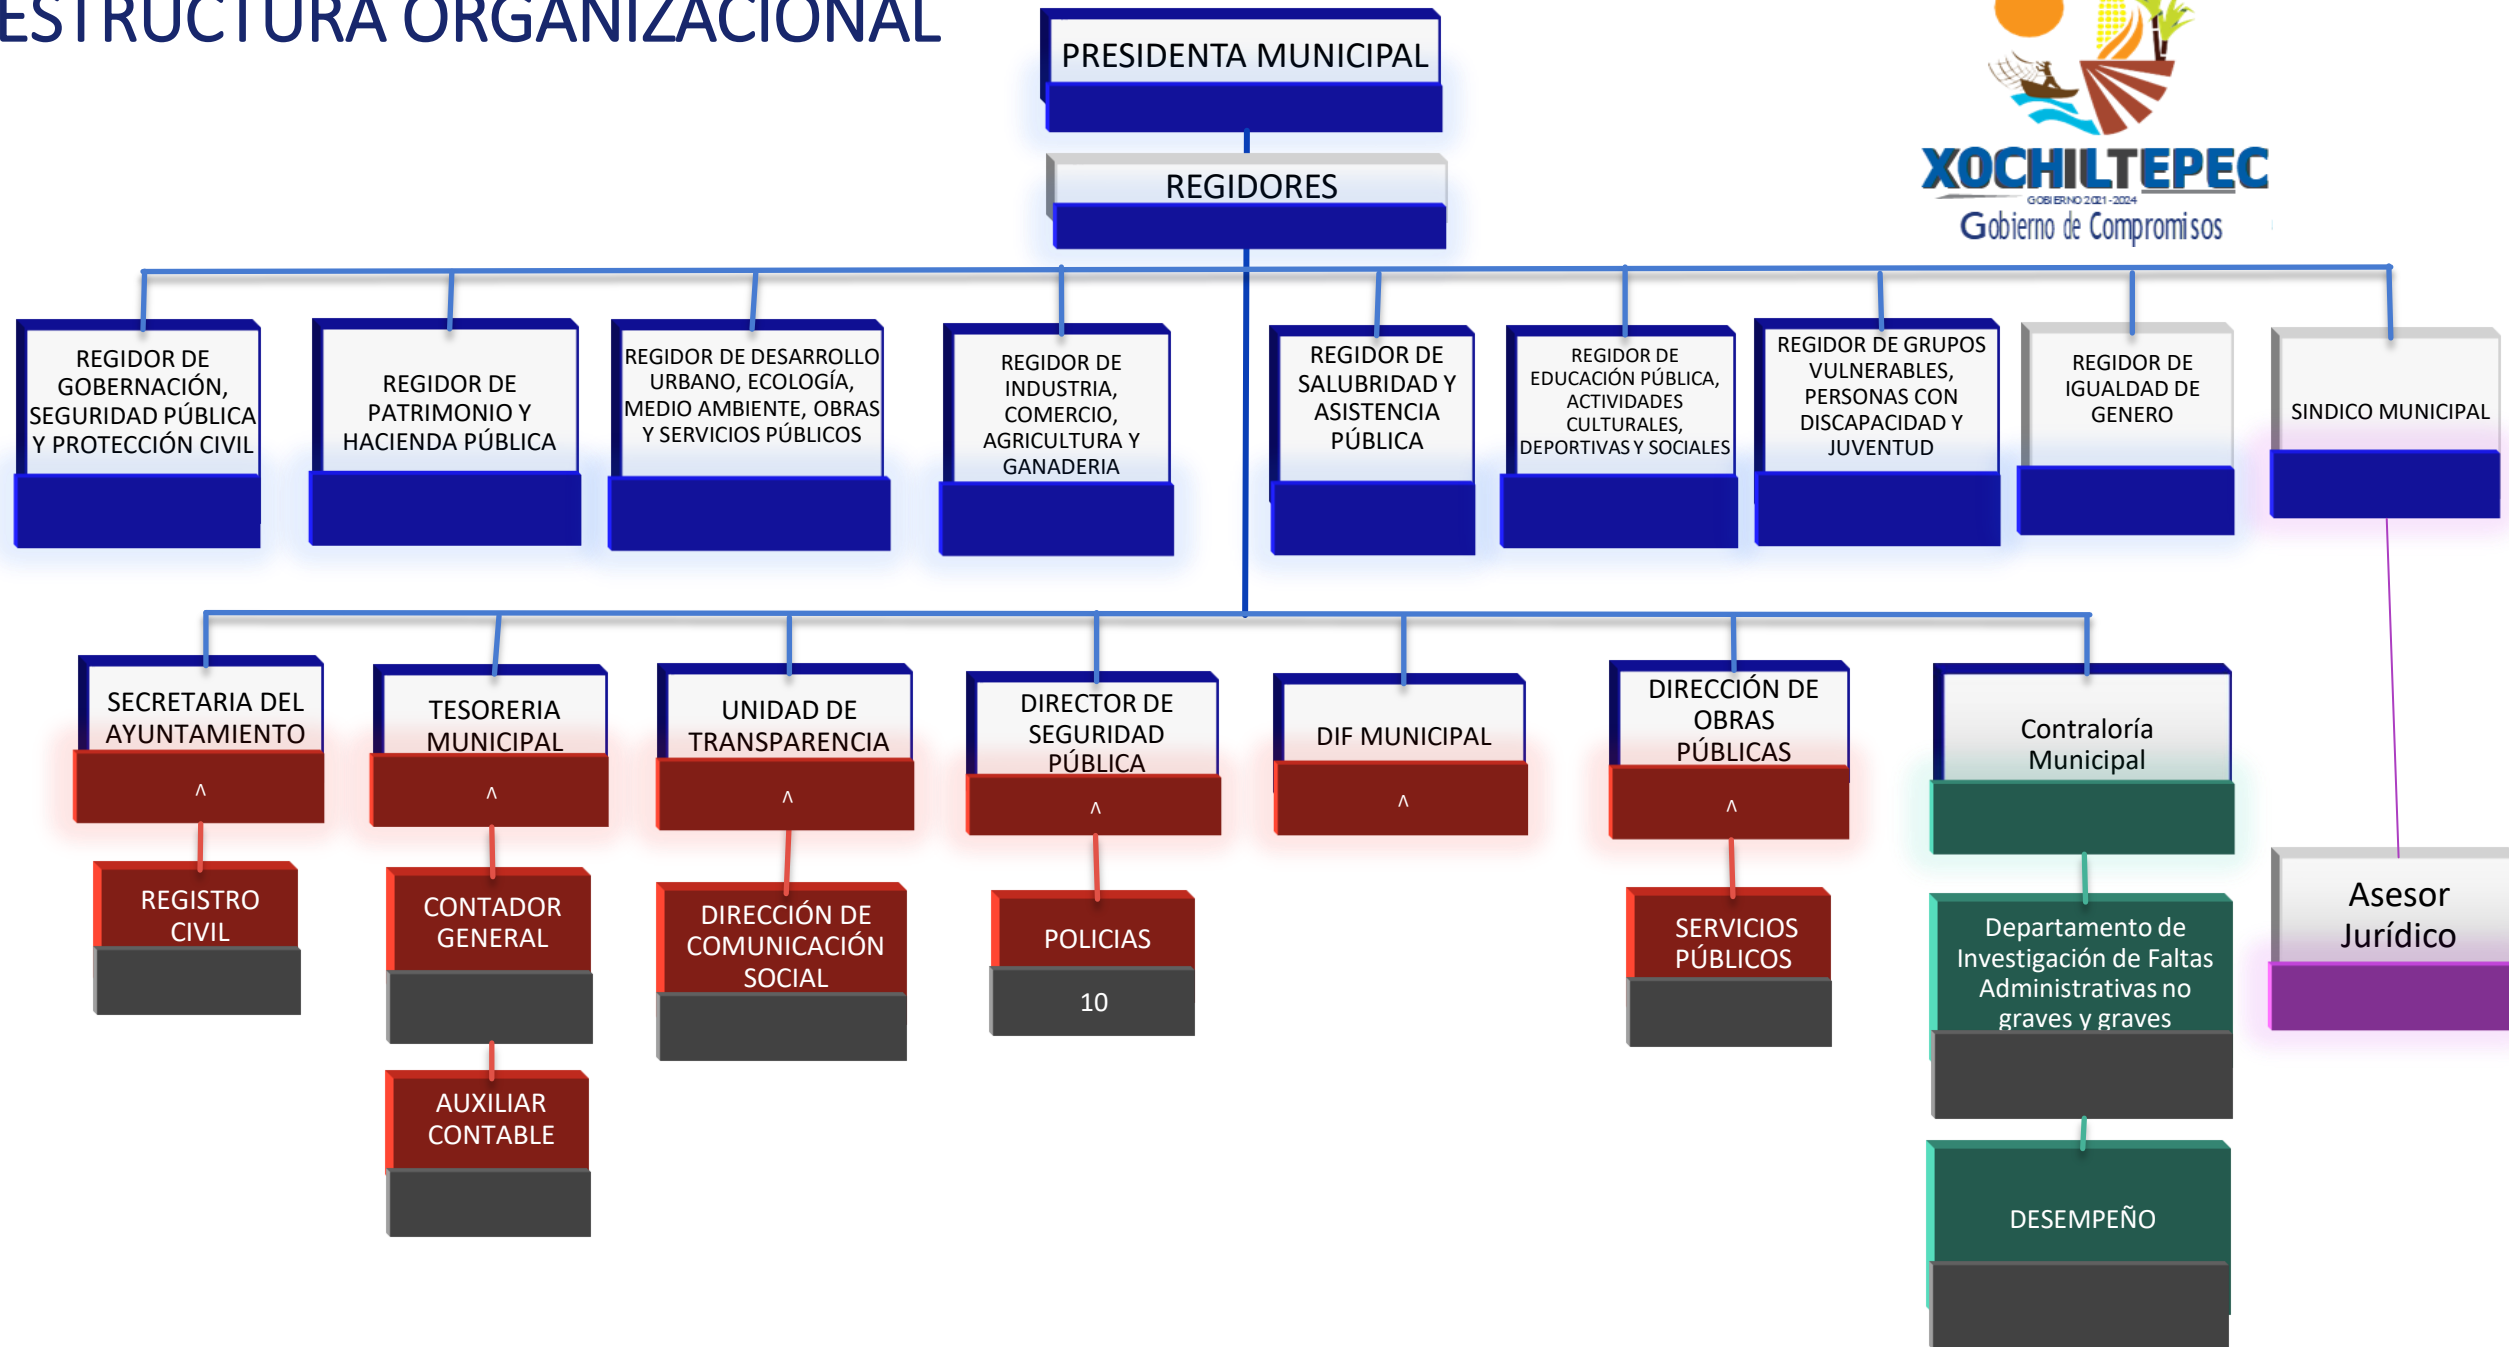 ESTRUCTURA ORGANIZACIONAL
PRESIDENTA MUNICIPAL
REGIDORES
XOCHILTEPEC
GOBIERNO 2021-2024
Gobierno de Compromisos
REGIDOR DE
GOBERNACIÓN,
SEGURIDAD PÚBLICA
Y PROTECCIÓN CIVIL
REGIDOR DE
PATRIMONIO Y
HACIENDA PÚBLICA
REGIDOR DE DESARROLLO
URBANO, ECOLOGÍA,
MEDIO AMBIENTE, OBRAS
Y SERVICIOS PÚBLICOS
REGIDOR DE
INDUSTRIA,
COMERCIO,
AGRICULTURA Y
GANADERIA
REGIDOR DE
SALUBRIDAD Y
ASISTENCIA
PÚBLICA
REGIDOR DE
EDUCACIÓN PÚBLICA,
ACTIVIDADES
CULTURALES,
DEPORTIVAS Y SOCIALES
REGIDOR DE GRUPOS
VULNERABLES,
PERSONAS CON
DISCAPACIDAD Y
JUVENTUD
REGIDOR DE
IGUALDAD DE
GENERO
SINDICO MUNICIPAL
SECRETARIA DEL
AYUNTAMIENTO
^
TESORERIA
MUNICIPAL
^
UNIDAD DE
TRANSPARENCIA
^
DIRECTOR DE
SEGURIDAD
PÚBLICA
^
DIF MUNICIPAL
^
DIRECCIÓN DE
OBRAS
PÚBLICAS
^
Contraloría
Municipal
REGISTRO
CIVIL
CONTADOR
GENERAL
DIRECCIÓN DE
COMUNICACIÓN
SOCIAL
POLICIAS
10
SERVICIOS
PÚBLICOS
Departamento de
Investigación de Faltas
Administrativas no
graves y graves
Asesor
Jurídico
AUXILIAR
CONTABLE
DESEMPEÑO